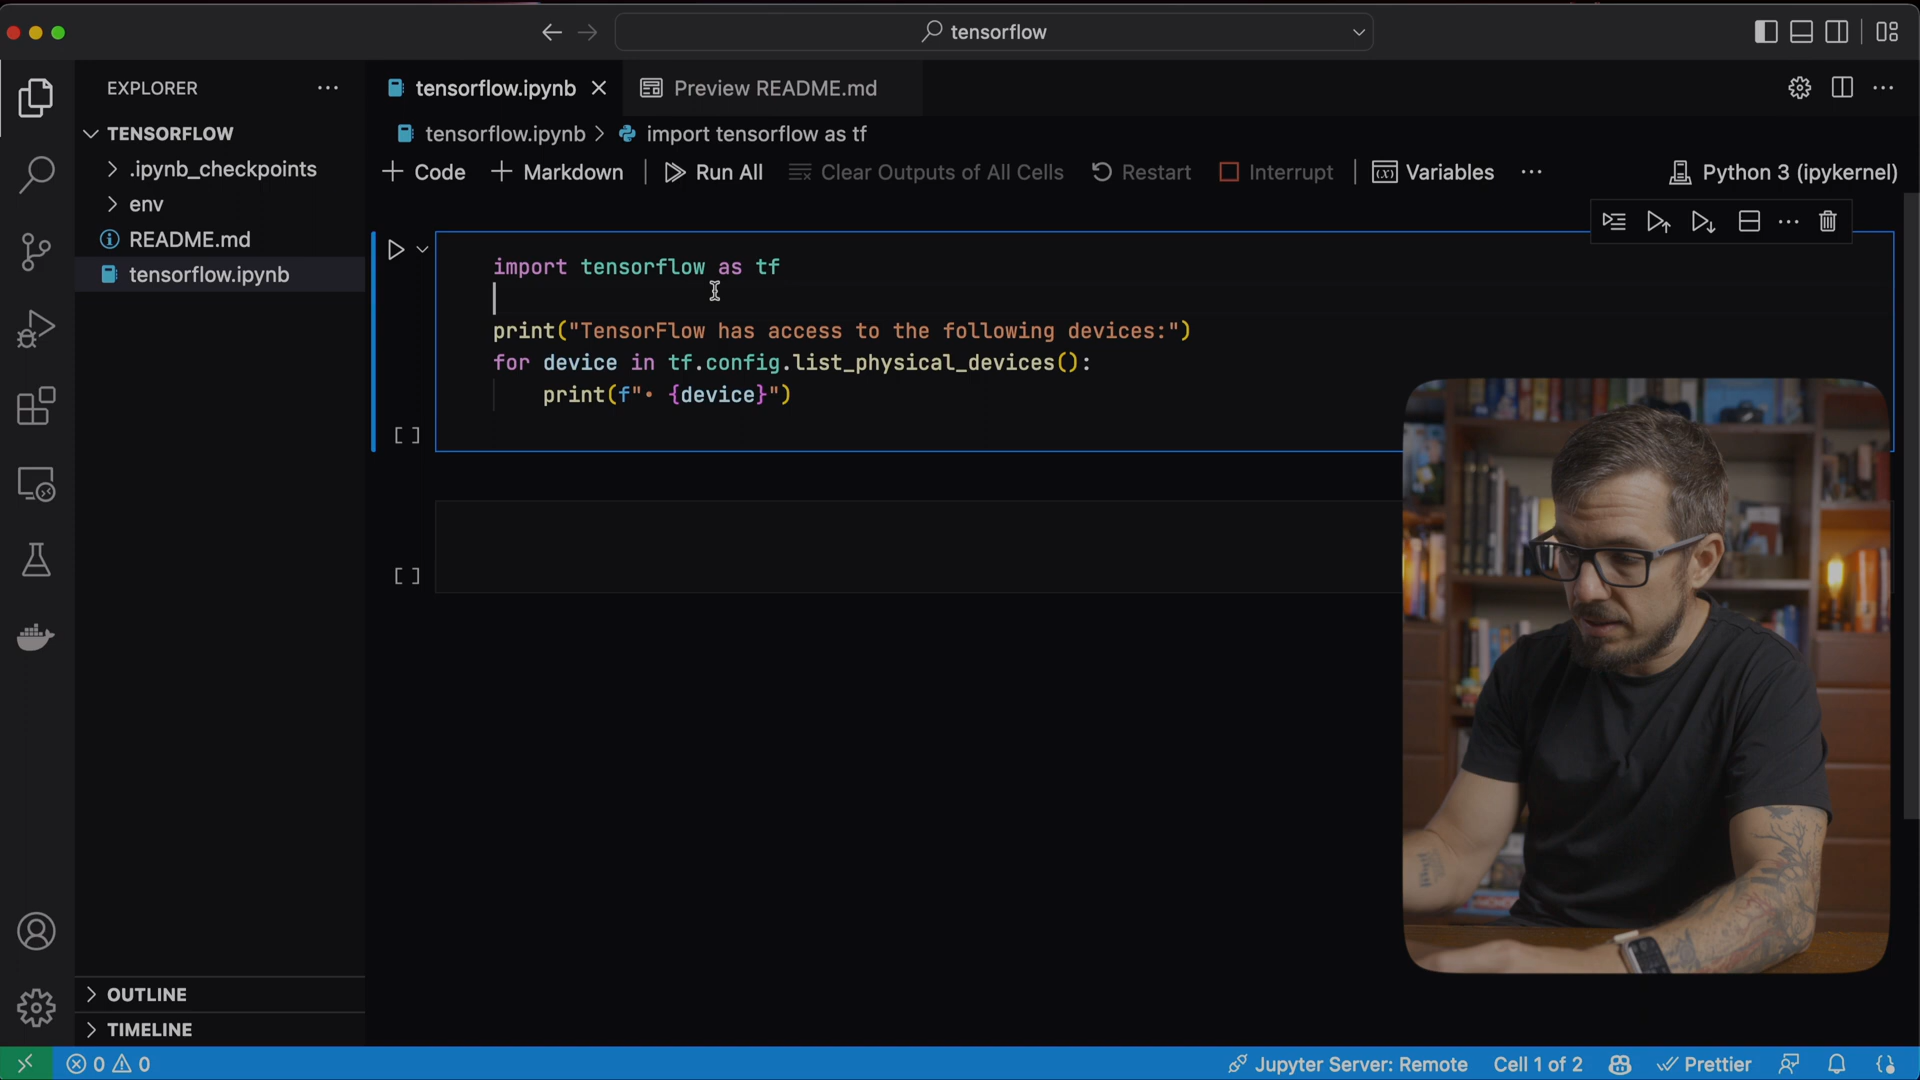 tensorflow
EXPLORER
tensorflow.ipynb
Preview README.md
TENSORFLOW
.ipynb_checkpoints
env
README.md
tensorflow.ipynb
tensorflow.ipynb > import tensorflow as tf
+ Code + Markdown Run All Clear Outputs of All Cells Restart Interrupt Variables ... Python 3 (ipykernel)
import tensorflow as tf
print("TensorFlow has access to the following devices:")
for device in tf.config.list_physical_devices():
print(f"• {device}")
[ ]
[ ]
OUTLINE
TIMELINE
0 0 Jupyter Server: Remote Cell 1 of 2 Prettier